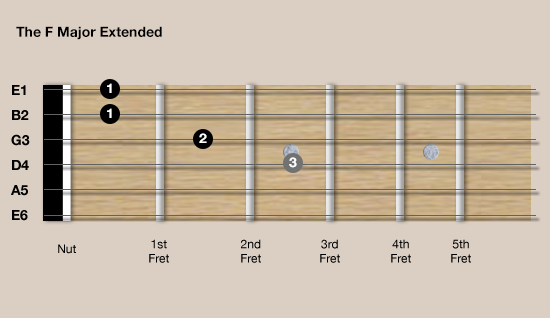 The F Major Extended
E1
1
B2
1
G3
2
D4
3
A5
E6
Nut
1st
Fret
2nd
Fret
3rd
Fret
4th
Fret
5th
Fret